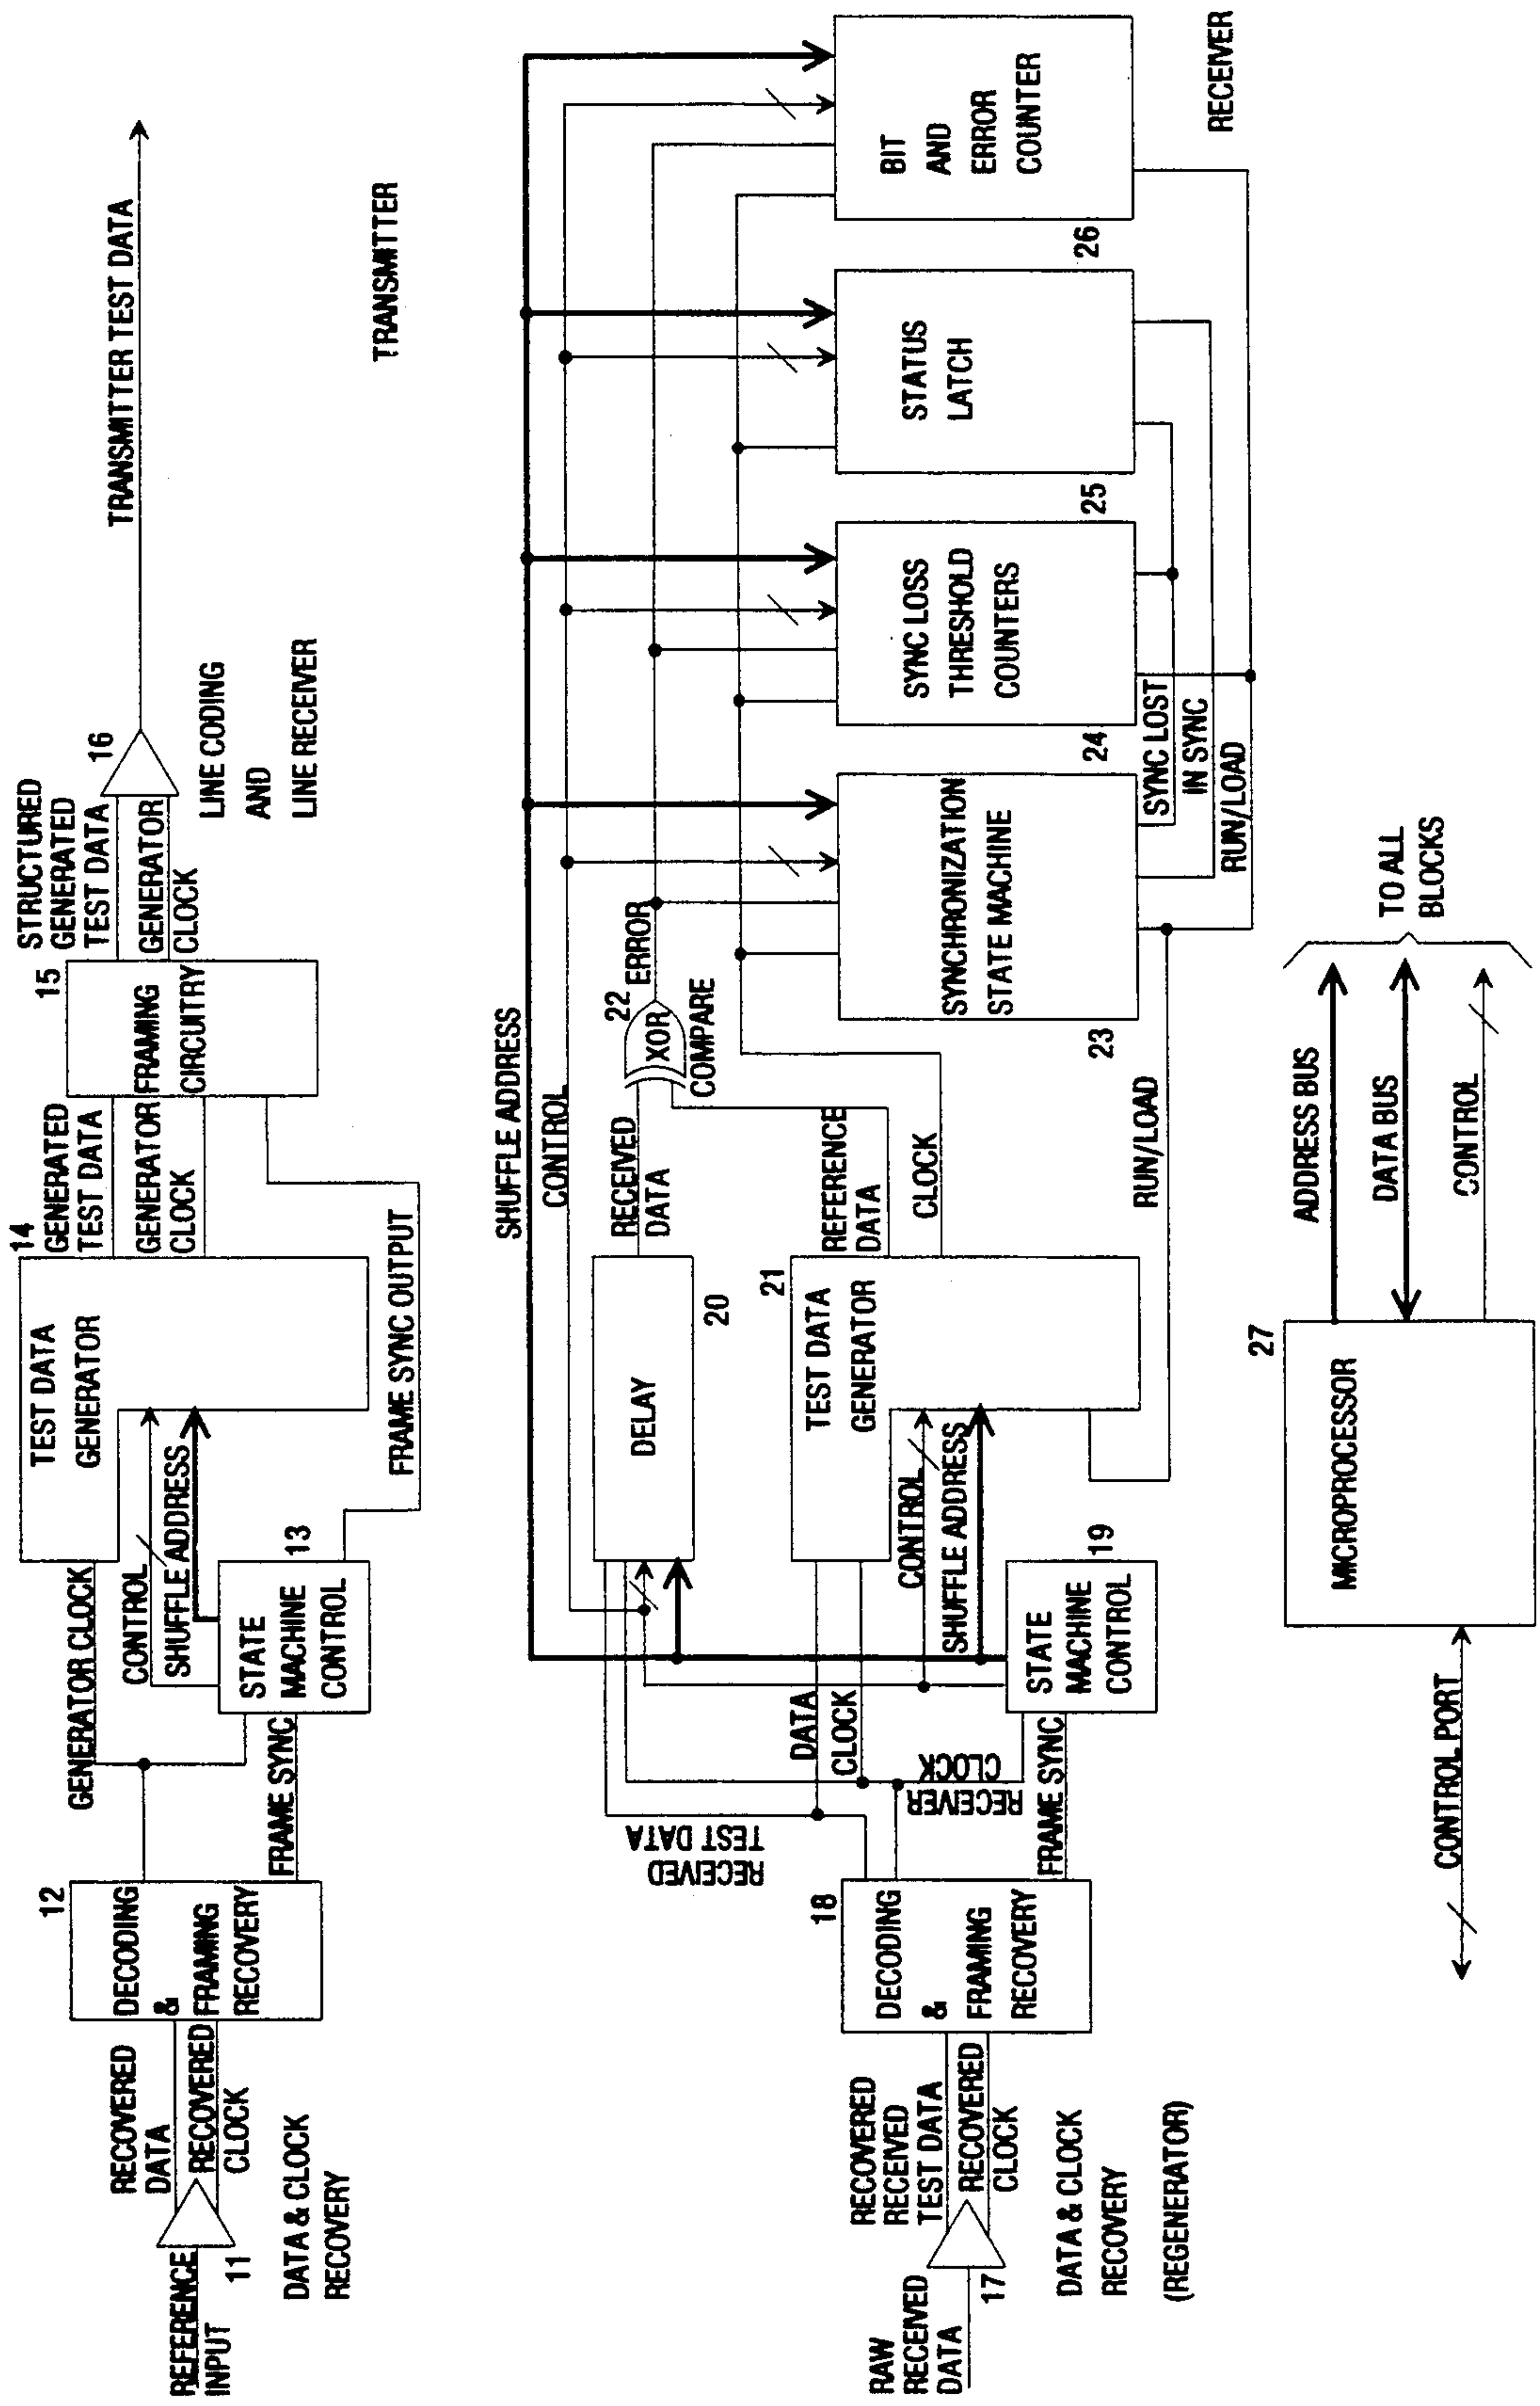 REFERENCE
INPUT
11
DATA & CLOCK
RECOVERY
RECOVERED
DATA
RECOVERED
CLOCK
12
DECODING
&
FRAMING
RECOVERY
FRAME SYNC
GENERATOR CLOCK
CONTROL
SHUFFLE ADDRESS
STATE
MACHINE
CONTROL
13
TEST DATA
GENERATOR
14
FRAME SYNC OUTPUT
GENERATED
TEST DATA
GENERATOR
CLOCK
15
FRAMING
CIRCUITRY
STRUCTURED
GENERATED
TEST DATA
GENERATOR
CLOCK
16
LINE CODING
AND
LINE RECEIVER
TRANSMITTER TEST DATA
TRANSMITTER
RAW
RECEIVED
DATA
17
DATA & CLOCK
RECOVERY
(REGENERATOR)
RECOVERED
RECEIVED
TEST DATA
RECOVERED
CLOCK
18
DECODING
&
FRAMING
RECOVERY
RECEIVED
TEST DATA
RECEIVER
CLOCK
FRAME SYNC
DATA
CLOCK
STATE
MACHINE
CONTROL
19
CONTROL
SHUFFLE ADDRESS
DELAY
20
TEST DATA
GENERATOR
21
RECEIVED
DATA
REFERENCE
DATA
CLOCK
RUN/LOAD
SHUFFLE ADDRESS
CONTROL
22
XOR
COMPARE
ERROR
SYNCHRONIZATION
STATE MACHINE
23
SYNC LOSS
THRESHOLD
COUNTERS
24
SYNC LOST
IN SYNC
RUN/LOAD
STATUS
LATCH
25
BIT
AND
ERROR
COUNTER
26
RECEIVER
CONTROL PORT
MICROPROCESSOR
27
ADDRESS BUS
DATA BUS
CONTROL
TO ALL
BLOCKS